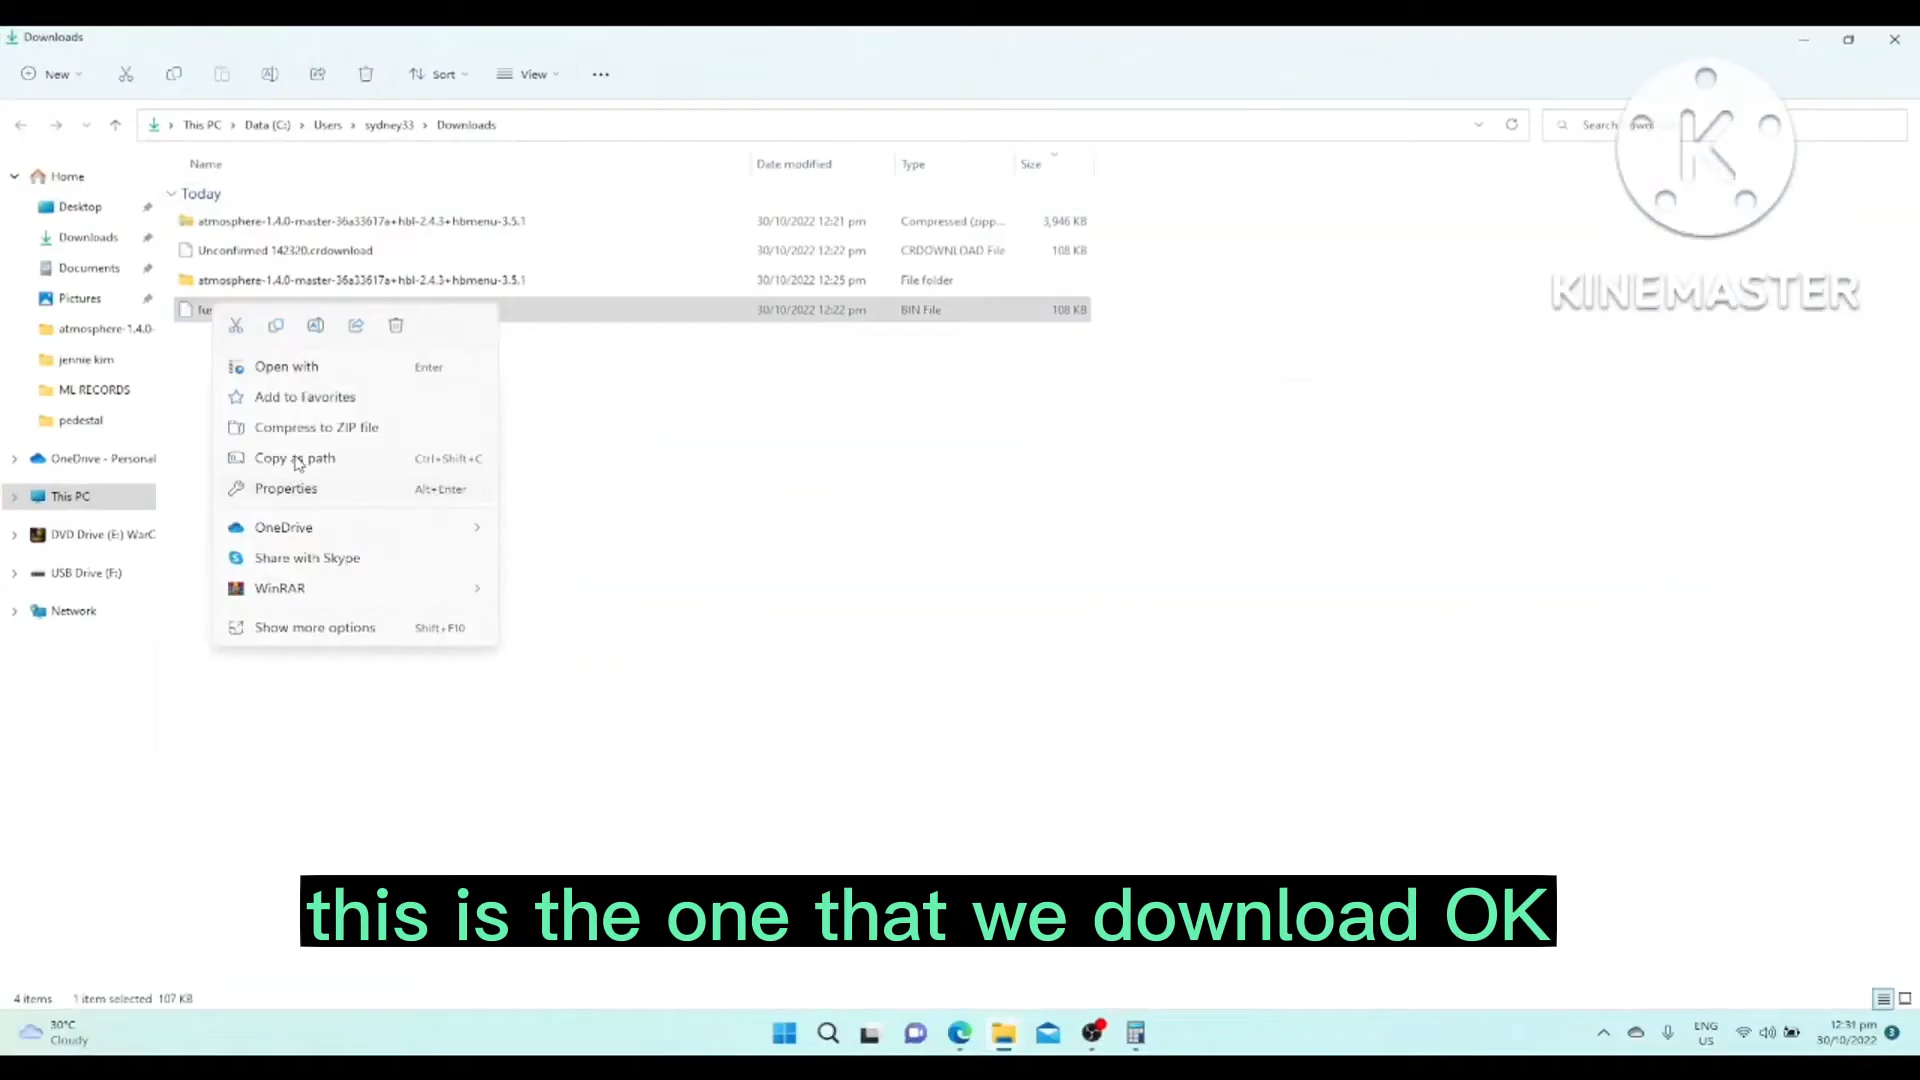 Downloads
New
Sort
View
This PC > Data (C:) > Users > sydney33 > Downloads
Search
KINEMASTER
Name
Date modified
Type
Size
Today
atmosphere-1.4.0-master-36a33617a+hbl-2.4.3+hbmenu-3.5.1
30/10/2022 12:21 pm
Compressed (zipp...
3,946 KB
Unconfirmed 142320.crdownload
30/10/2022 12:22 pm
CRDOWNLOAD File
108 KB
atmosphere-1.4.0-master-36a33617a+hbl-2.4.3+hbmenu-3.5.1
30/10/2022 12:25 pm
File folder
fus
30/10/2022 12:22 pm
BIN File
108 KB
Home
Desktop
Downloads
Documents
Pictures
atmosphere-1.4.0-
jennie kim
ML RECORDS
pedestal
OneDrive - Personal
This PC
DVD Drive (E:) WarC
USB Drive (F:)
Network
Open with Enter
Add to Favorites
Compress to ZIP file
Copy as path Ctrl+Shift+C
Properties Alt+Enter
OneDrive
Share with Skype
WinRAR
Show more options Shift+F10
this is the one that we download OK
4 items
1 item selected 107 KB
30°C
Cloudy
ENG
US
12:31 pm
30/10/2022
3